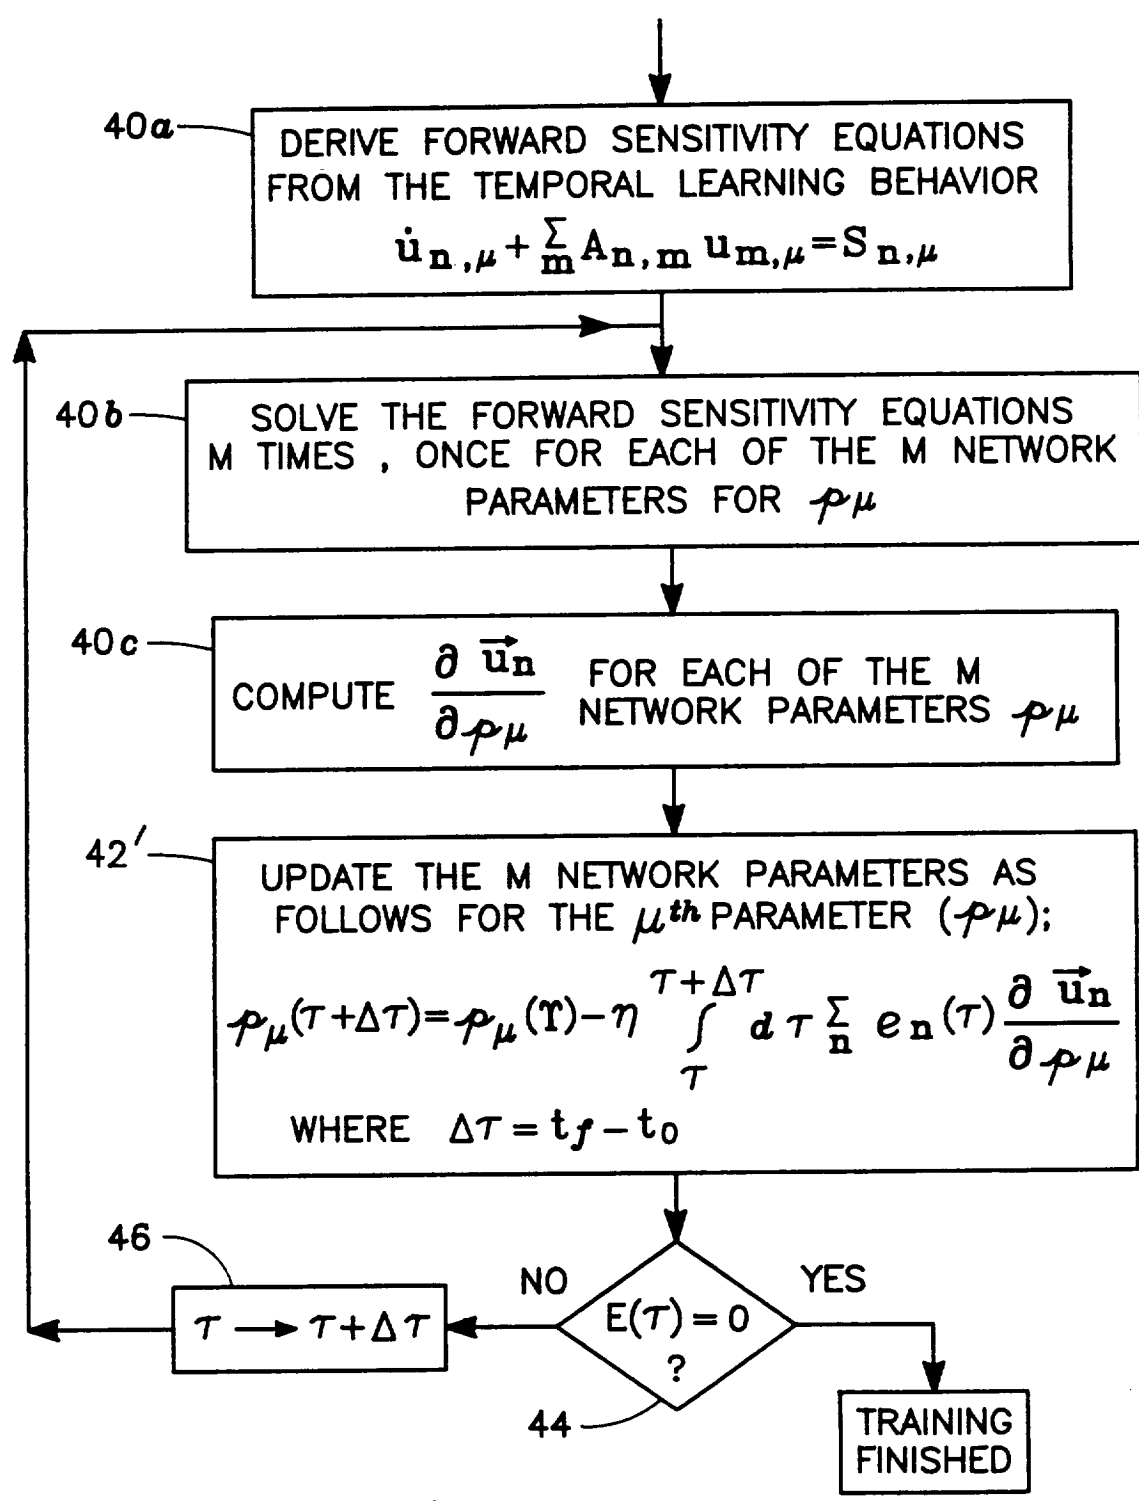 40a
DERIVE FORWARD SENSITIVITY EQUATIONS
FROM THE TEMPORAL LEARNING BEHAVIOR
u̇ₙ,μ + Σₘ Aₙ,ₘ uₘ,μ = Sₙ,μ
40b
SOLVE THE FORWARD SENSITIVITY EQUATIONS
M TIMES , ONCE FOR EACH OF THE M NETWORK
PARAMETERS FOR pμ
40c
COMPUTE ∂u⃗ₙ/∂pμ FOR EACH OF THE M
NETWORK PARAMETERS pμ
42′
UPDATE THE M NETWORK PARAMETERS AS
FOLLOWS FOR THE μth PARAMETER (pμ);
pμ(τ+Δτ)=pμ(ϒ)−η ∫_τ^{τ+Δτ} dτ Σₙ eₙ(τ) ∂u⃗ₙ/∂pμ
WHERE Δτ = tf − t₀
46
NO
YES
τ → τ+Δτ
E(τ) = 0
?
44
TRAINING
FINISHED